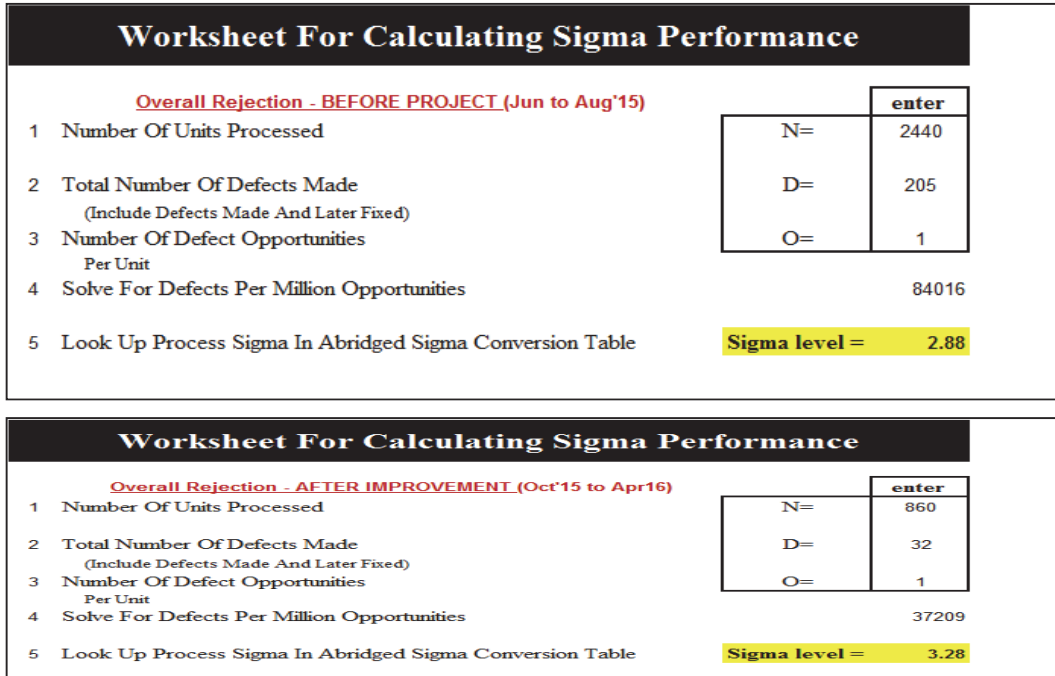 Worksheet For Calculating Sigma Performance
Overall Rejection - BEFORE PROJECT (Jun to Aug'15) enter
1 Number Of Units Processed N= 2440
2 Total Number Of Defects Made D= 205
(Include Defects Made And Later Fixed)
3 Number Of Defect Opportunities O= 1
Per Unit
4 Solve For Defects Per Million Opportunities 84016
5 Look Up Process Sigma In Abridged Sigma Conversion Table Sigma level = 2.88
Worksheet For Calculating Sigma Performance
Overall Rejection - AFTER IMPROVEMENT (Oct'15 to Apr16) enter
1 Number Of Units Processed N= 860
2 Total Number Of Defects Made D= 32
(Include Defects Made And Later Fixed)
3 Number Of Defect Opportunities O= 1
Per Unit
4 Solve For Defects Per Million Opportunities 37209
5 Look Up Process Sigma In Abridged Sigma Conversion Table Sigma level = 3.28